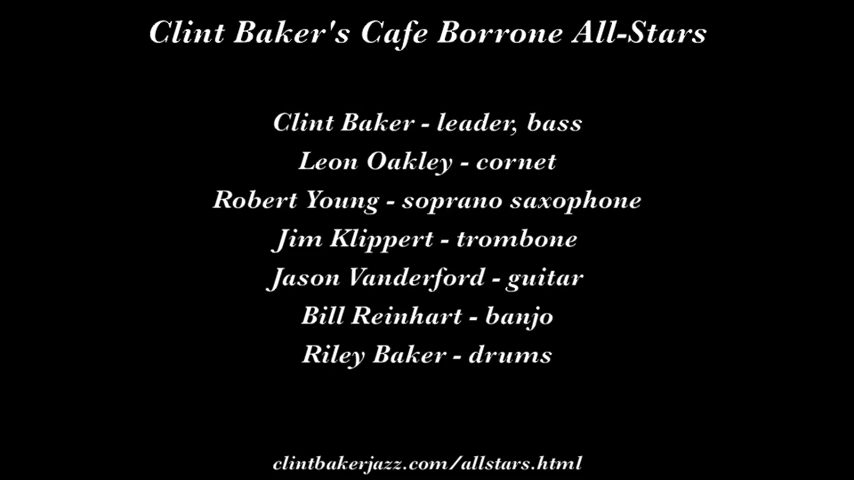 Clint Baker's Cafe Borrone All-Stars
Clint Baker - leader, bass
Leon Oakley - cornet
Robert Young - soprano saxophone
Jim Klippert - trombone
Jason Vanderford - guitar
Bill Reinhart - banjo
Riley Baker - drums
clintbakerjazz.com/allstars.html